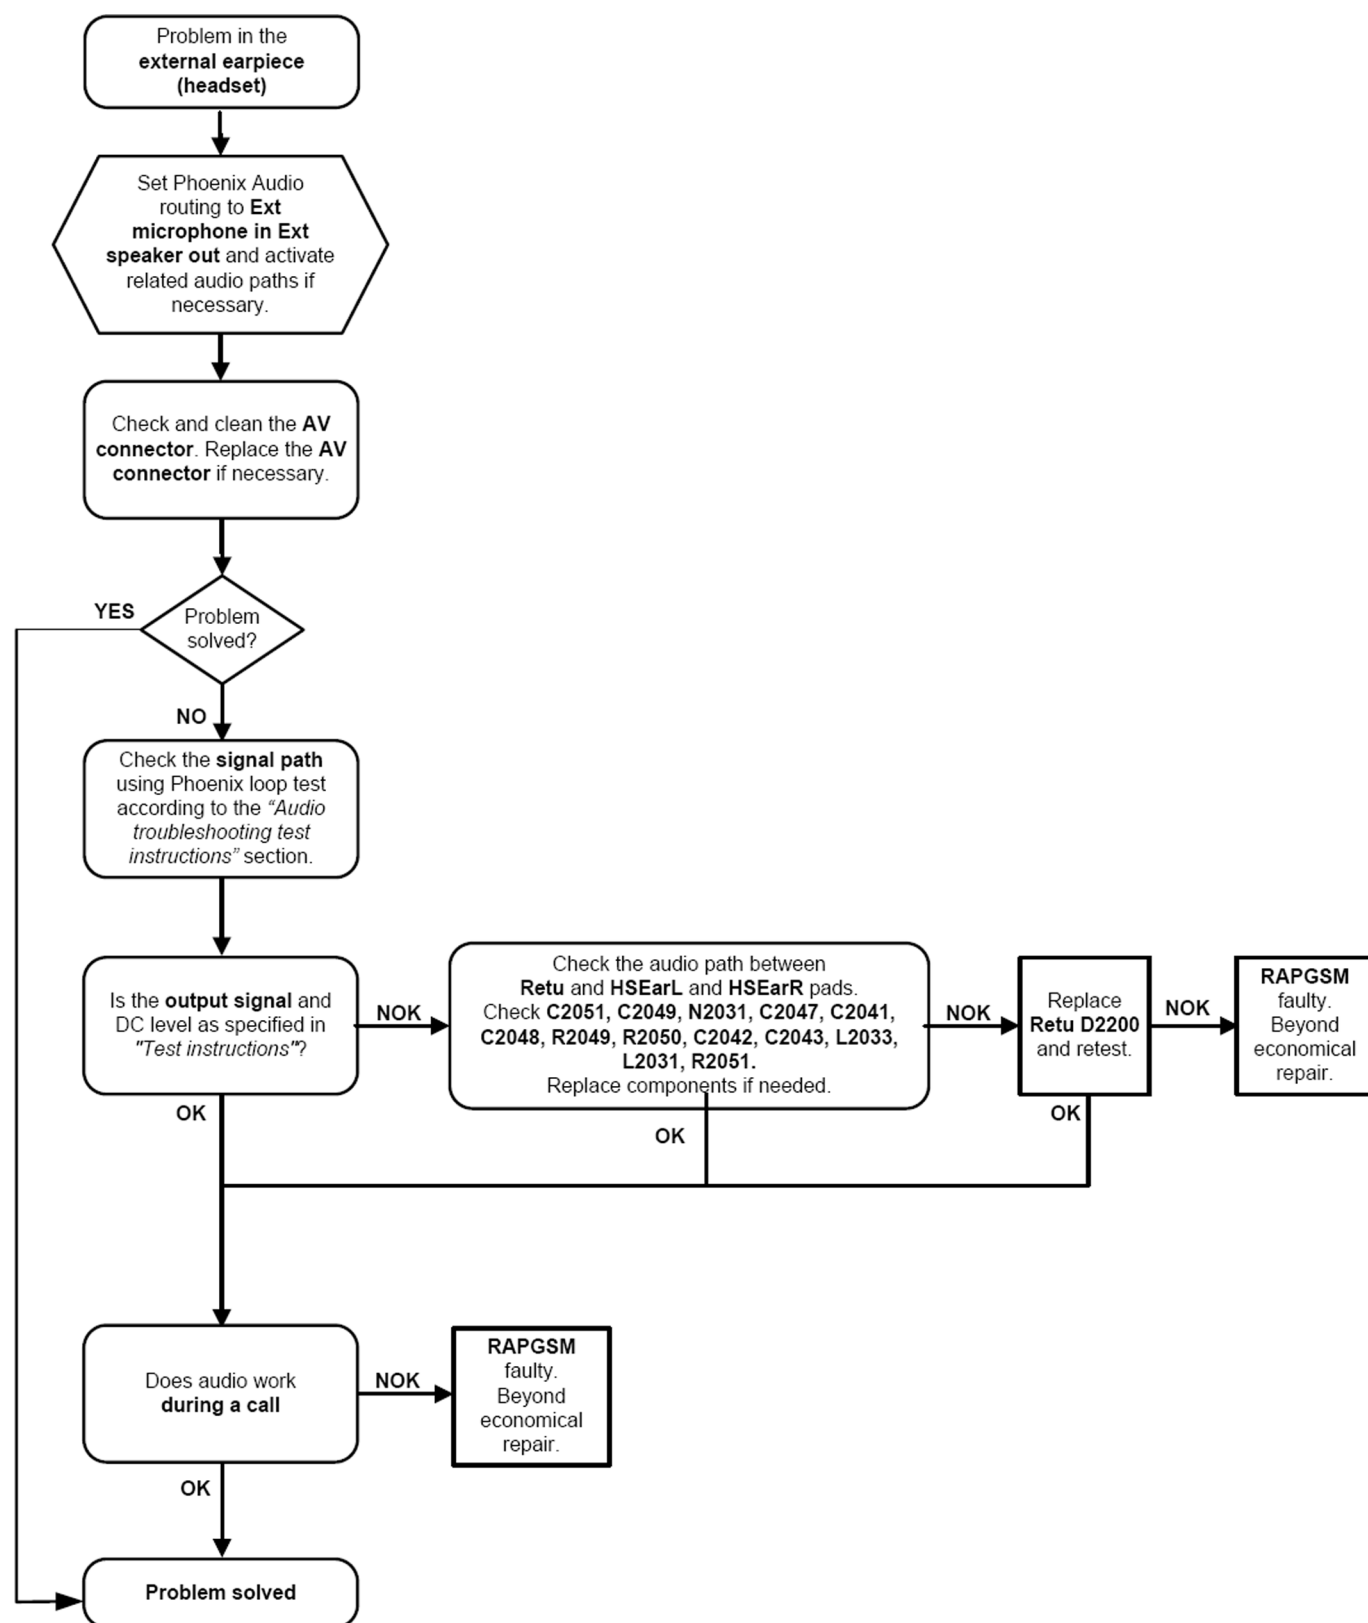 Problem in the
external earpiece
(headset)
Set Phoenix Audio
routing to Ext
microphone in Ext
speaker out and activate
related audio paths if
necessary.
Check and clean the AV
connector. Replace the AV
connector if necessary.
YES
Problem
solved?
NO
Check the signal path
using Phoenix loop test
according to the “Audio
troubleshooting test
instructions” section.
Is the output signal and
DC level as specified in
"Test instructions"?
NOK
Check the audio path between
Retu and HSEarL and HSEarR pads.
Check C2051, C2049, N2031, C2047, C2041,
C2048, R2049, R2050, C2042, C2043, L2033,
L2031, R2051.
Replace components if needed.
NOK
Replace
Retu D2200
and retest.
NOK
RAPGSM
faulty.
Beyond
economical
repair.
OK
OK
OK
Does audio work
during a call
NOK
RAPGSM
faulty.
Beyond
economical
repair.
OK
Problem solved